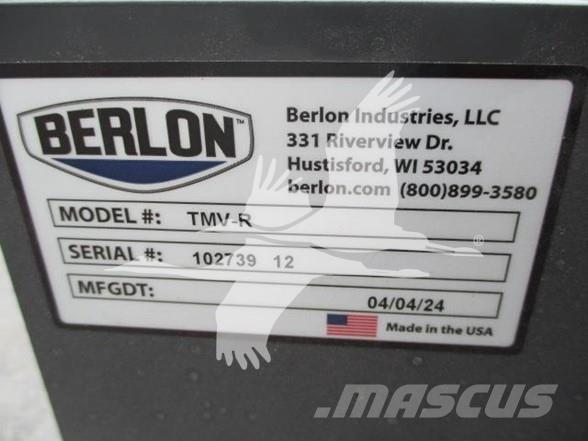 BERLON™
Berlon Industries, LLC
331 Riverview Dr.
Hustisford, WI 53034
berlon.com (800)899-3580
MODEL #: TMV-R
SERIAL #: 102739 12
MFGDT: 04/04/24
Made in the USA
MASCUS